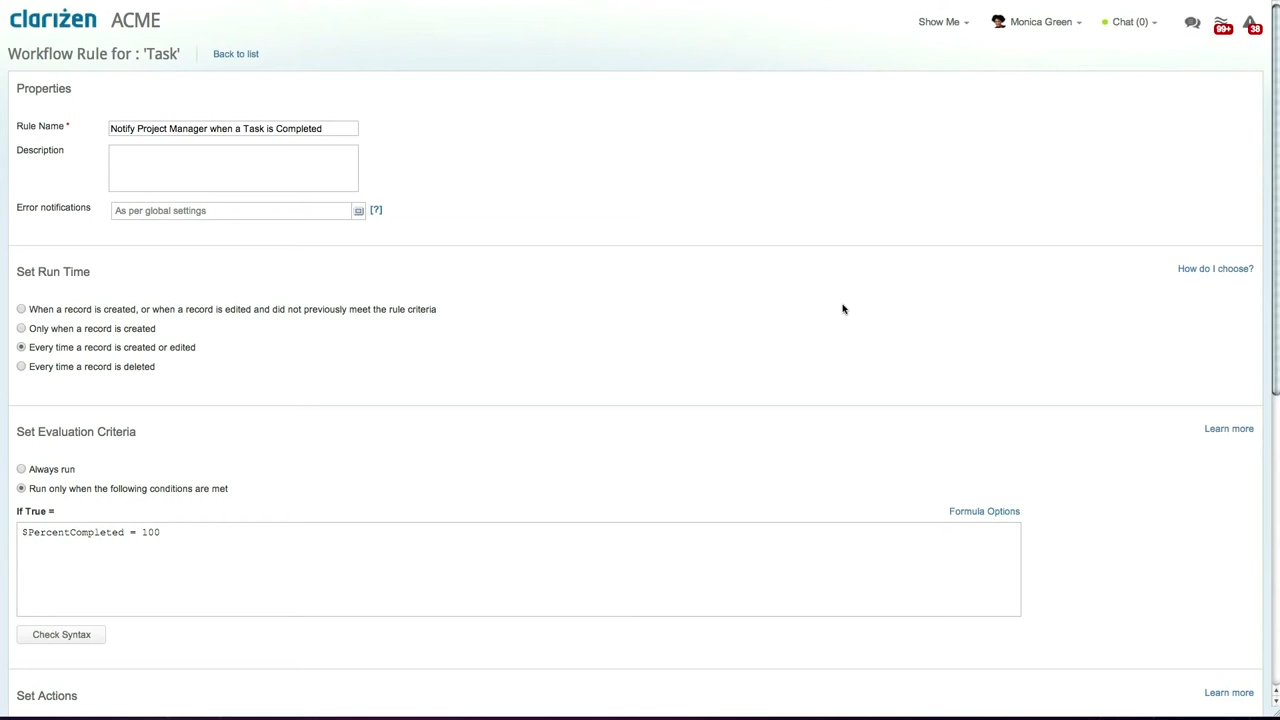 clarizen ACME
Show Me
Monica Green
Chat (0)
99+
38
Workflow Rule for : 'Task'
Back to list
Properties
Rule Name *
Notify Project Manager when a Task is Completed
Description
Error notifications
As per global settings
[?]
Set Run Time
How do I choose?
When a record is created, or when a record is edited and did not previously meet the rule criteria
Only when a record is created
Every time a record is created or edited
Every time a record is deleted
Set Evaluation Criteria
Learn more
Always run
Run only when the following conditions are met
If True =
Formula Options
$PercentCompleted = 100
Check Syntax
Set Actions
Learn more